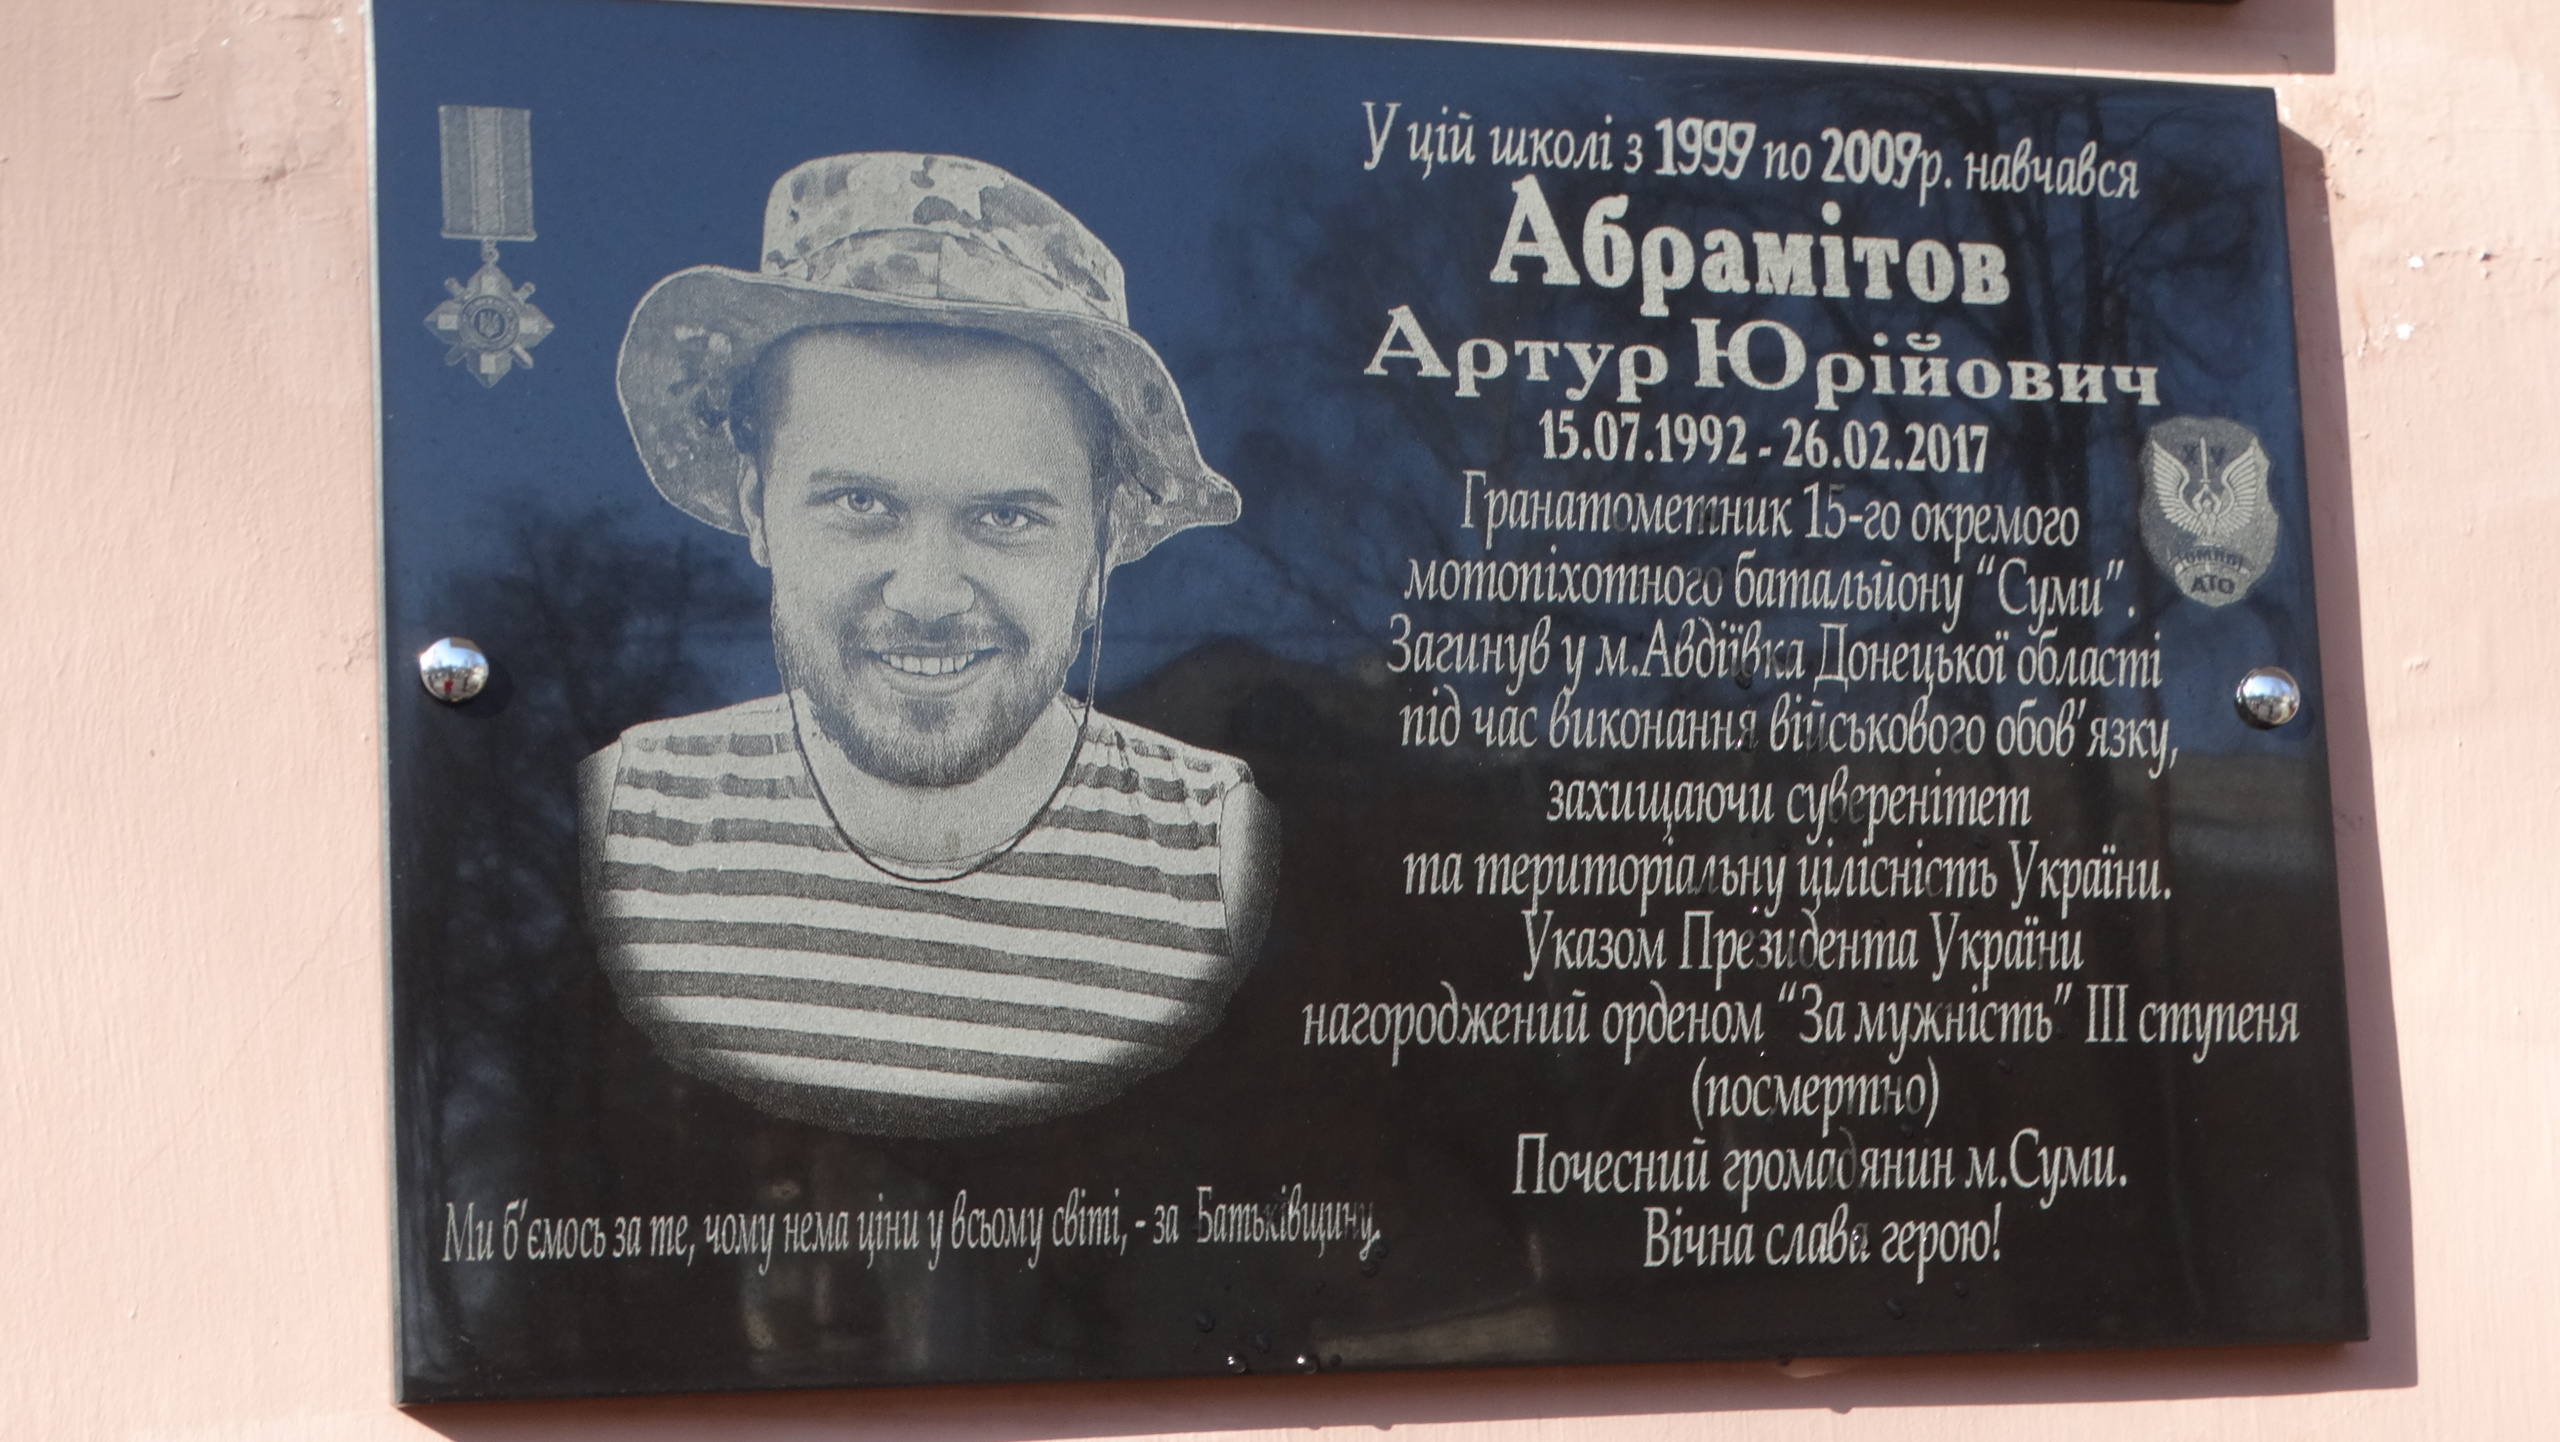 У цій школі з 1999 по 2009р. навчався
Абрамітов
Артур Юрійович
15.07.1992 - 26.02.2017
Гранатометник 15-го окремого
мотопіхотного батальйону "Суми".
Загинув у м.Авдіївка Донецької області
під час виконання військового обов'язку,
захищаючи суверенітет
та територіальну цілісність України.
Указом Президента України
нагороджений орденом "За мужність" ІІІ ступеня
(посмертно)
Почесний громадянин м.Суми.
Вічна слава герою!
Ми б'ємось за те, чому нема ціни у всьому світі, - за Батьківщину.
АТО